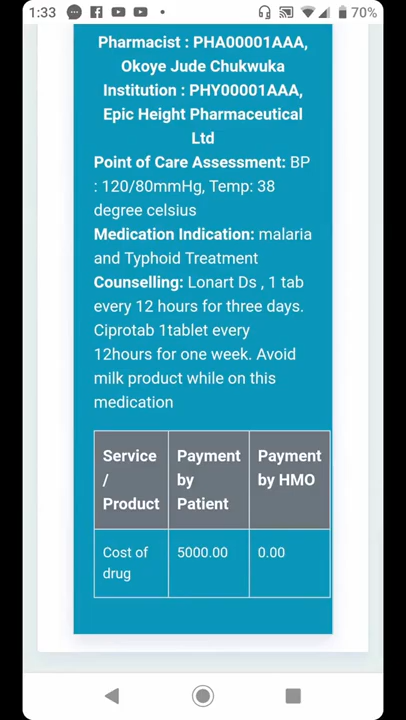 1:33
70%
Pharmacist : PHA00001AAA,
Okoye Jude Chukwuka
Institution : PHY00001AAA,
Epic Height Pharmaceutical
Ltd
Point of Care Assessment: BP
: 120/80mmHg, Temp: 38
degree celsius
Medication Indication: malaria
and Typhoid Treatment
Counselling: Lonart Ds , 1 tab
every 12 hours for three days.
Ciprotab 1tablet every
12hours for one week. Avoid
milk product while on this
medication
Service / Product
Payment by Patient
Payment by HMO
Cost of drug
5000.00
0.00